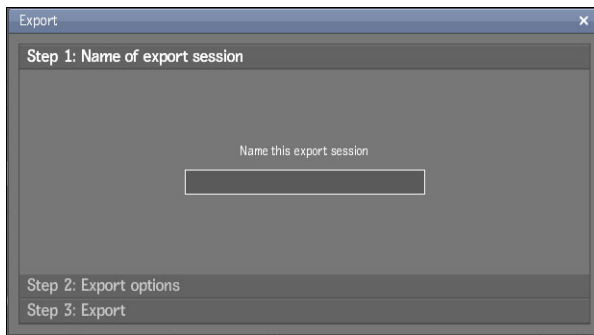 Export
Step 1: Name of export session
Name this export session
Step 2: Export options
Step 3: Export